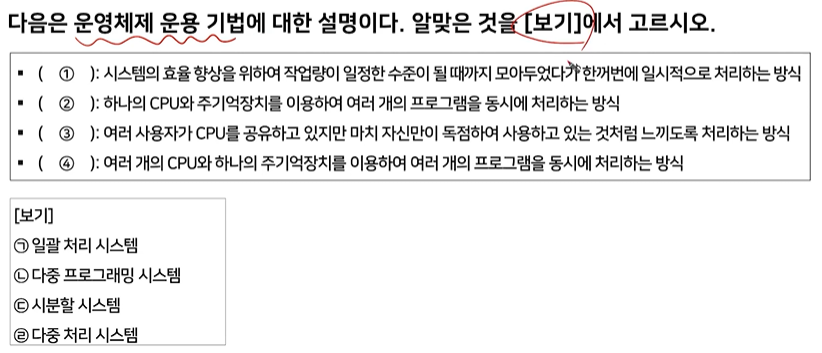 다음은 운영체제 운용 기법에 대한 설명이다. 알맞은 것을 [보기]에서 고르시오.
▪ ( ① ): 시스템의 효율 향상을 위하여 작업량이 일정한 수준이 될 때까지 모아두었다가 한꺼번에 일시적으로 처리하는 방식
▪ ( ② ): 하나의 CPU와 주기억장치를 이용하여 여러 개의 프로그램을 동시에 처리하는 방식
▪ ( ③ ): 여러 사용자가 CPU를 공유하고 있지만 마치 자신만이 독점하여 사용하고 있는 것처럼 느끼도록 처리하는 방식
▪ ( ④ ): 여러 개의 CPU와 하나의 주기억장치를 이용하여 여러 개의 프로그램을 동시에 처리하는 방식
[보기]
㉠ 일괄 처리 시스템
㉡ 다중 프로그래밍 시스템
㉢ 시분할 시스템
㉣ 다중 처리 시스템